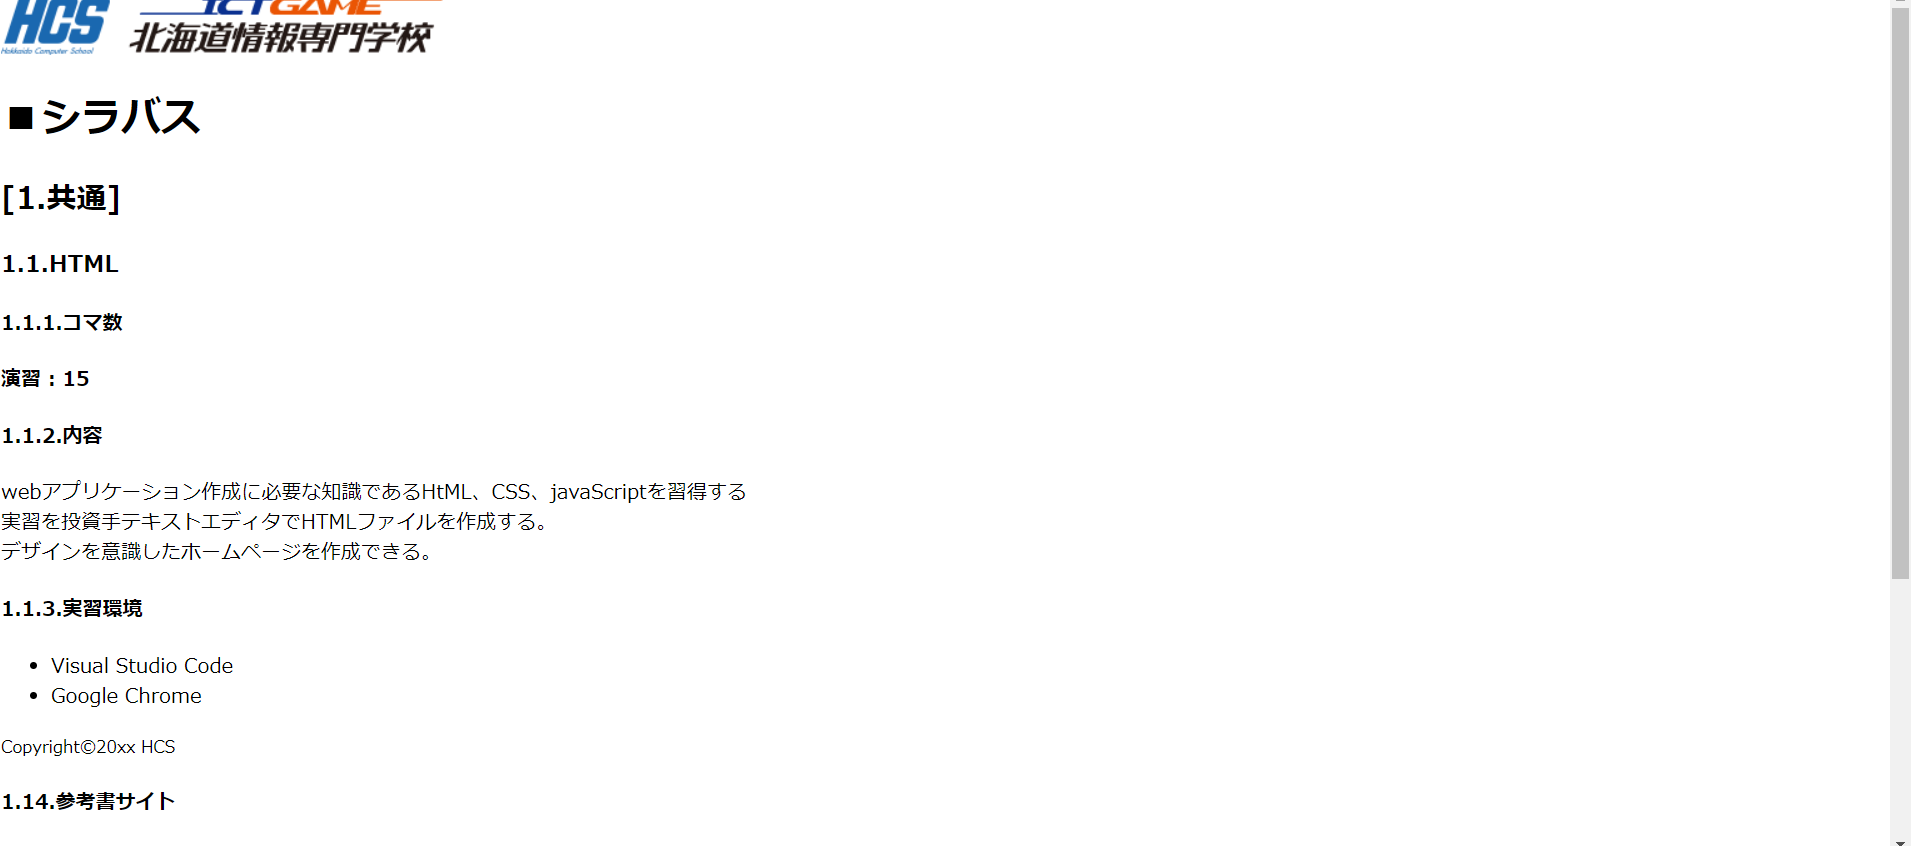 HCS
Hokkaido Computer School
ICTGAME
北海道情報専門学校
■シラバス
[1.共通]
1.1.HTML
1.1.1.コマ数
演習：15
1.1.2.内容
webアプリケーション作成に必要な知識であるHtML、CSS、javaScriptを習得する
実習を投資手テキストエディタでHTMLファイルを作成する。
デザインを意識したホームページを作成できる。
1.1.3.実習環境
• Visual Studio Code
• Google Chrome
Copyright©20xx HCS
1.14.参考書サイト